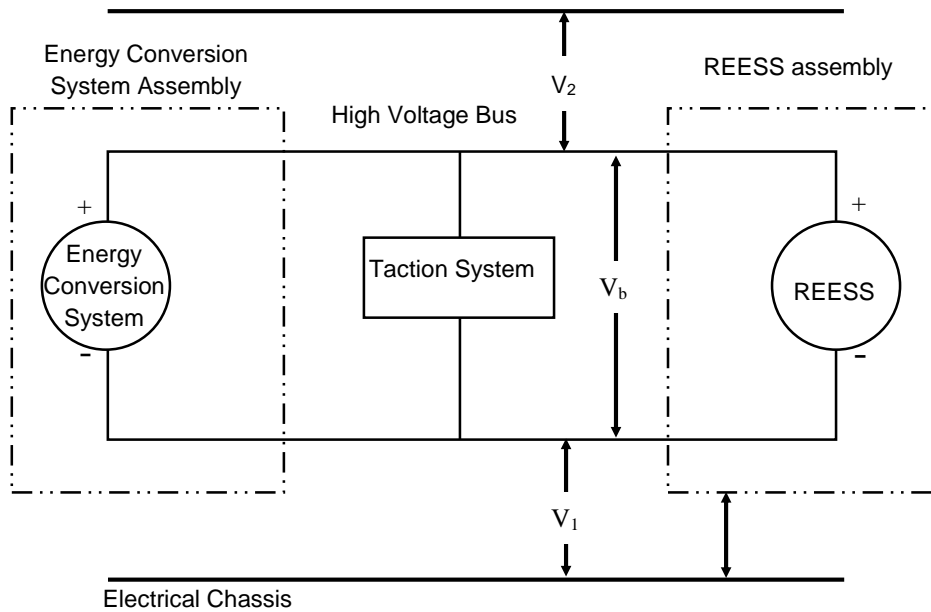 Energy Conversion
System Assembly
V2
REESS assembly
High Voltage Bus
+
+
Energy
Conversion
System
Taction System
Vb
REESS
-
-
V1
Electrical Chassis